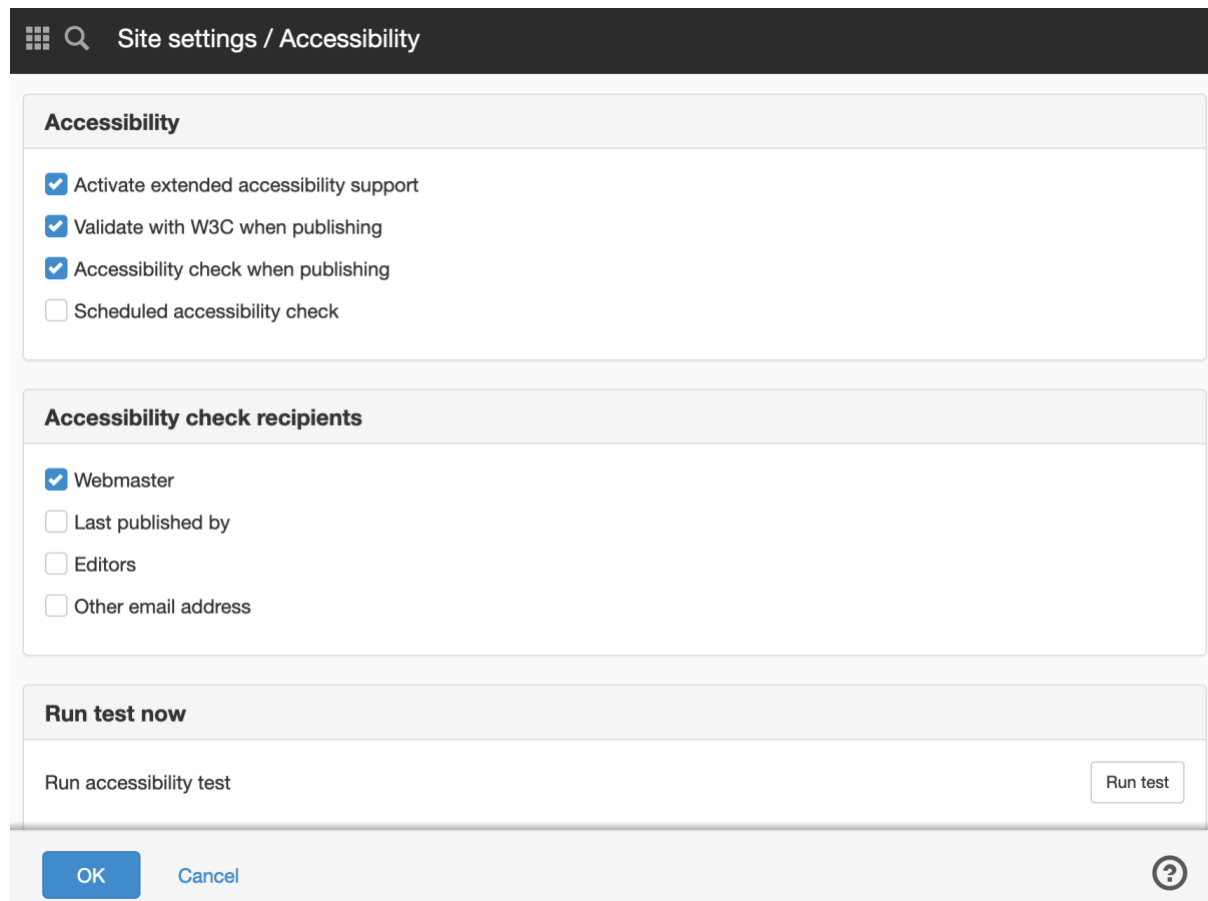 Site settings / Accessibility
Accessibility
Activate extended accessibility support
Validate with W3C when publishing
Accessibility check when publishing
Scheduled accessibility check
Accessibility check recipients
Webmaster
Last published by
Editors
Other email address
Run test now
Run accessibility test
Run test
OK
Cancel
?